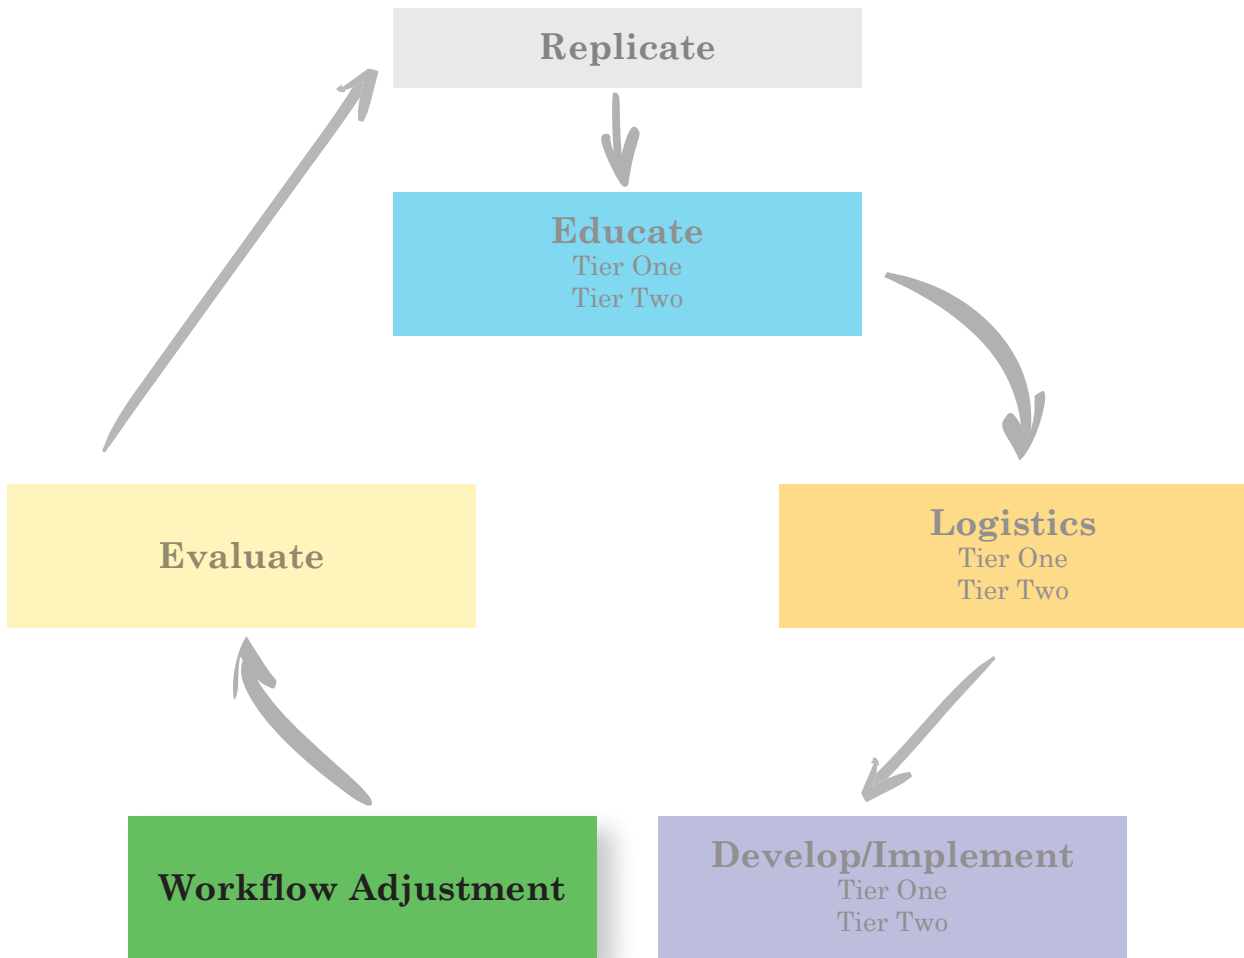 Replicate
Educate
Tier One
Tier Two
Evaluate
Logistics
Tier One
Tier Two
Workflow Adjustment
Develop/Implement
Tier One
Tier Two